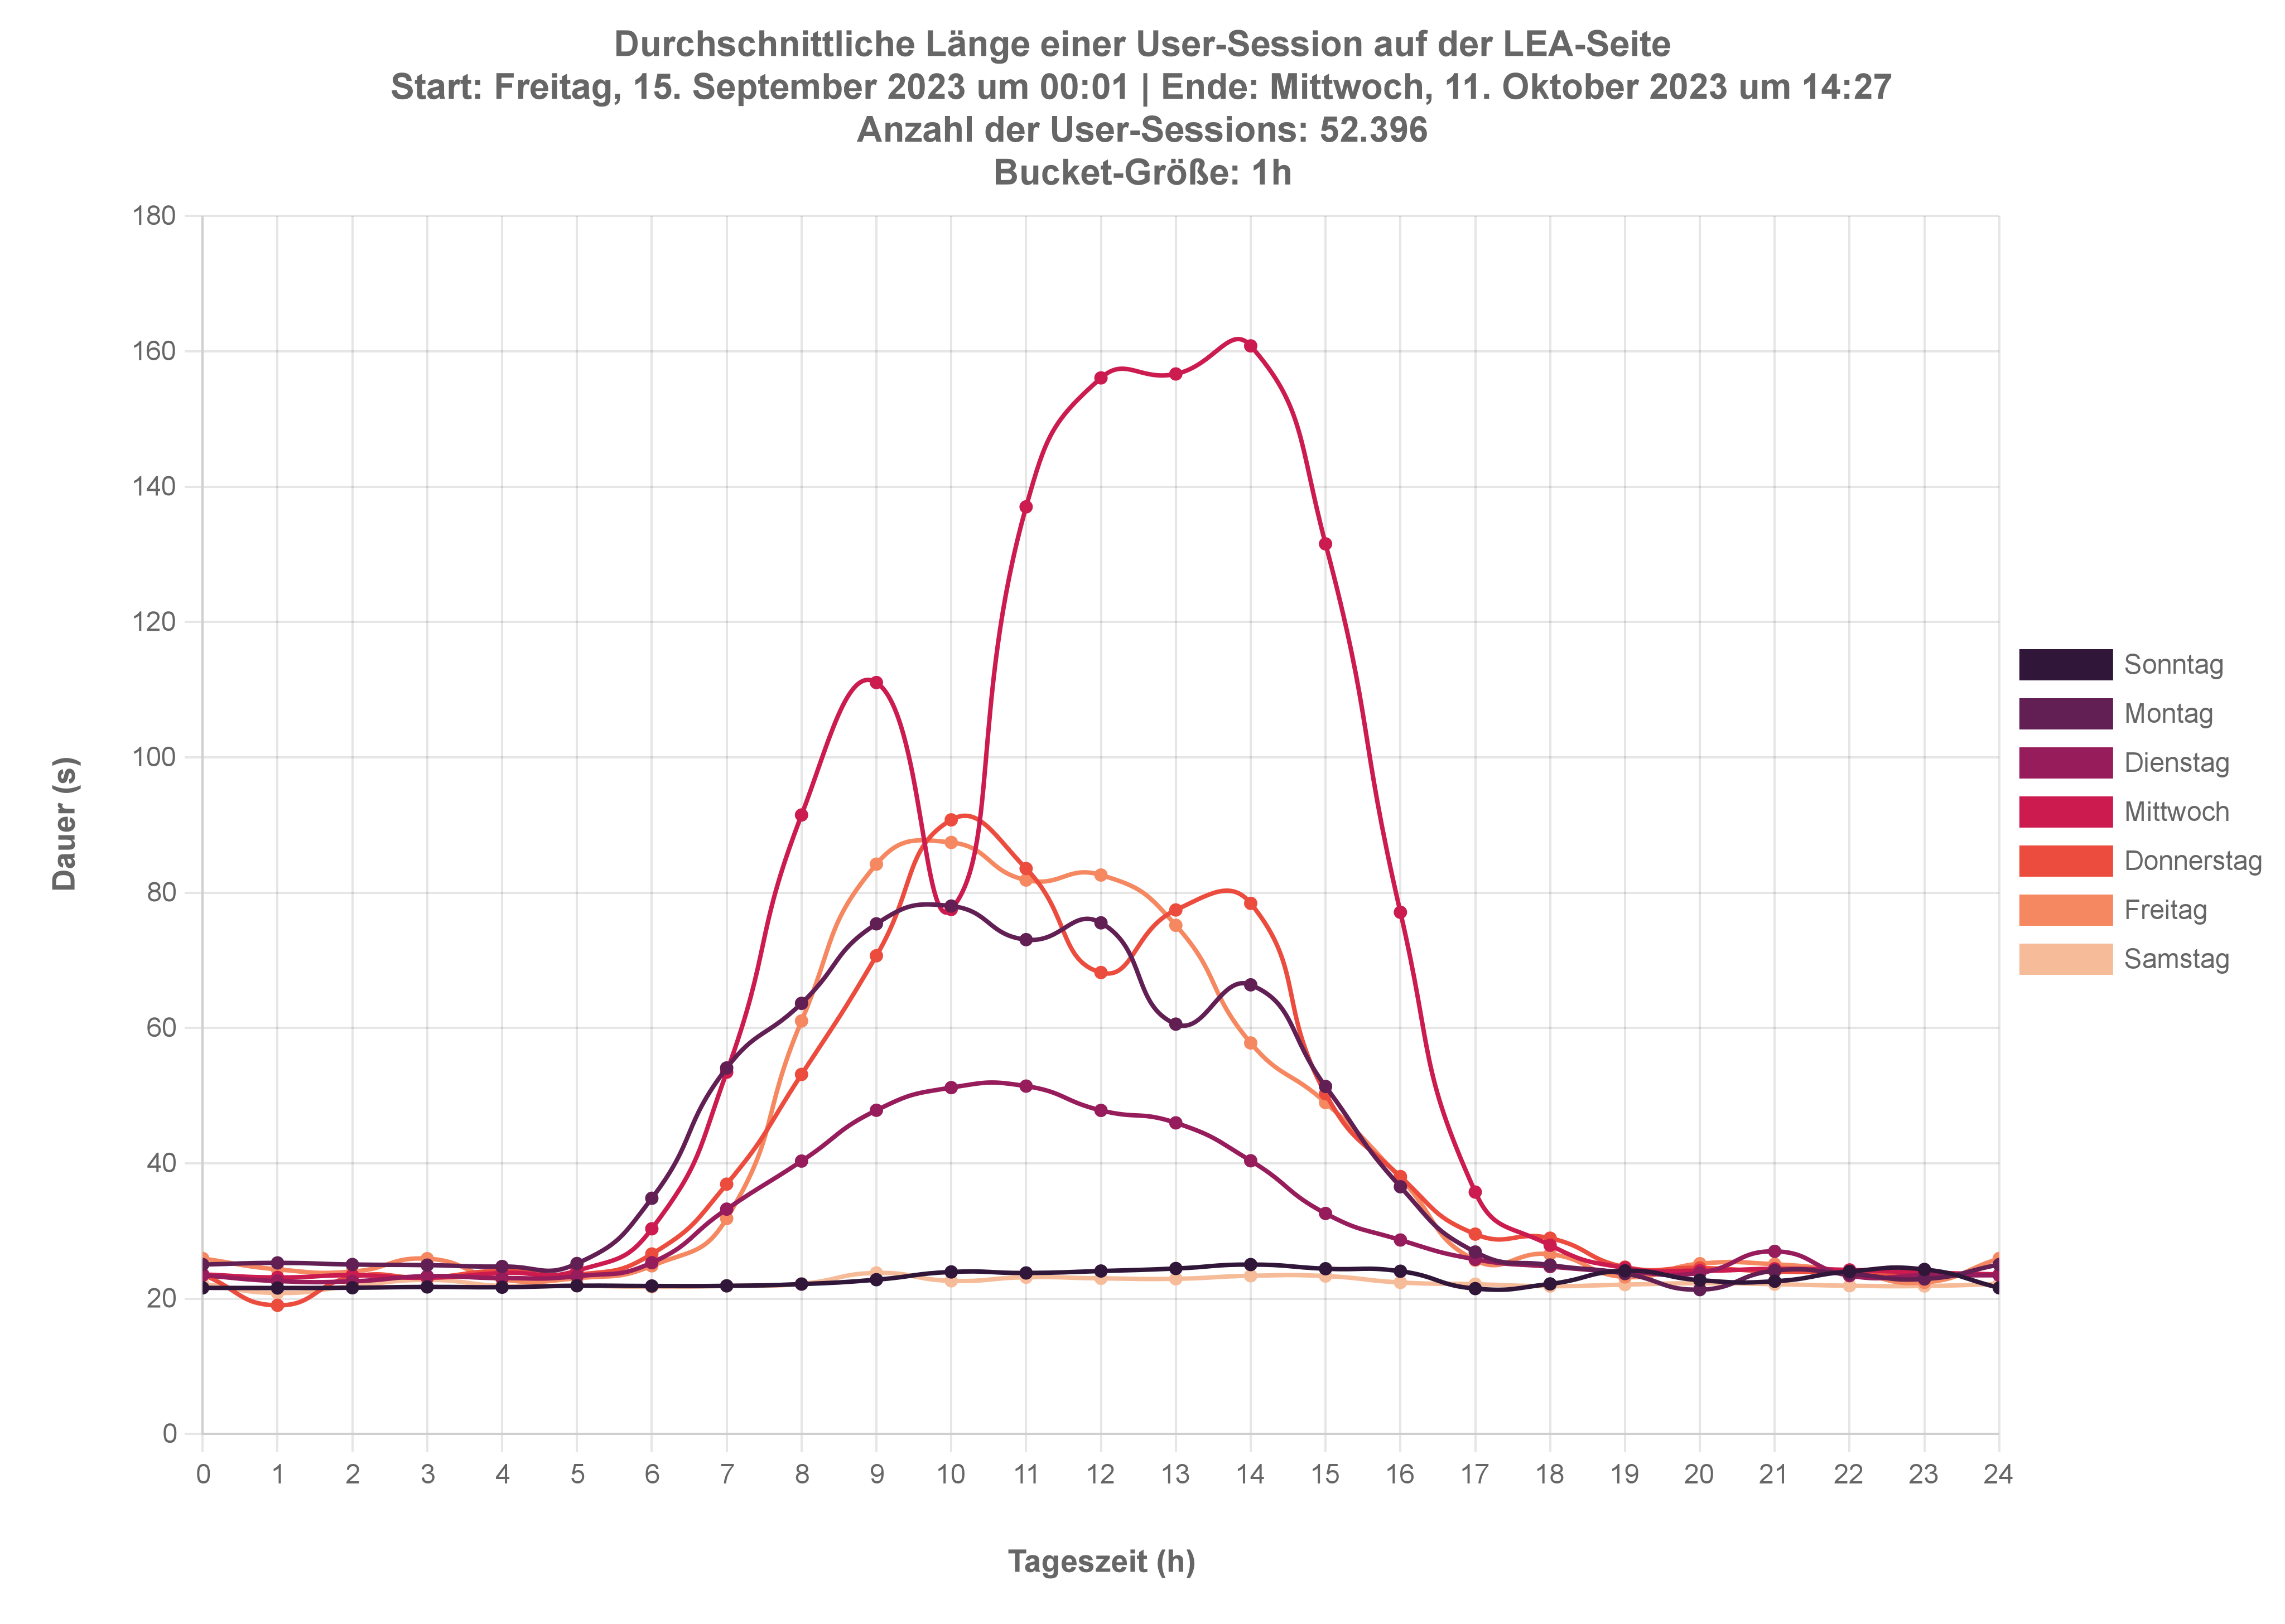 Durchschnittliche Länge einer User-Session auf der LEA-Seite
Start: Freitag, 15. September 2023 um 00:01 | Ende: Mittwoch, 11. Oktober 2023 um 14:27
Anzahl der User-Sessions: 52.396
Bucket-Größe: 1h
180
160
140
120
100
80
60
40
20
0
Dauer (s)
0 1 2 3 4 5 6 7 8 9 10 11 12 13 14 15 16 17 18 19 20 21 22 23 24
Tageszeit (h)
Sonntag
Montag
Dienstag
Mittwoch
Donnerstag
Freitag
Samstag